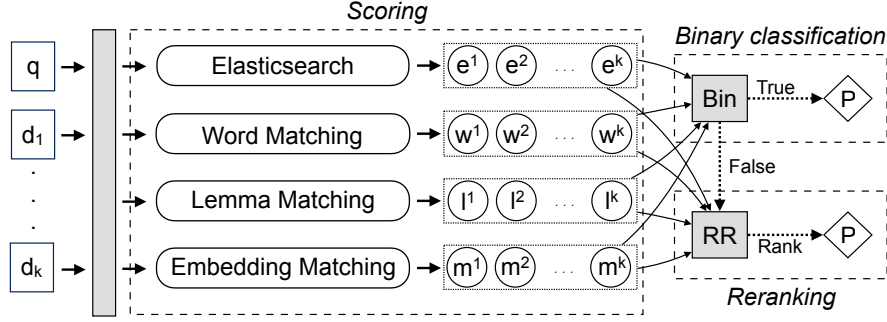 Scoring
Binary classification
q
Elasticsearch
e¹ e² . . . eᵏ
Bin
True
P
d₁
Word Matching
w¹ w² . . . wᵏ
.
.
.
False
Lemma Matching
l¹ l² . . . lᵏ
RR
Rank
P
dₖ
Embedding Matching
m¹ m² . . . mᵏ
Reranking